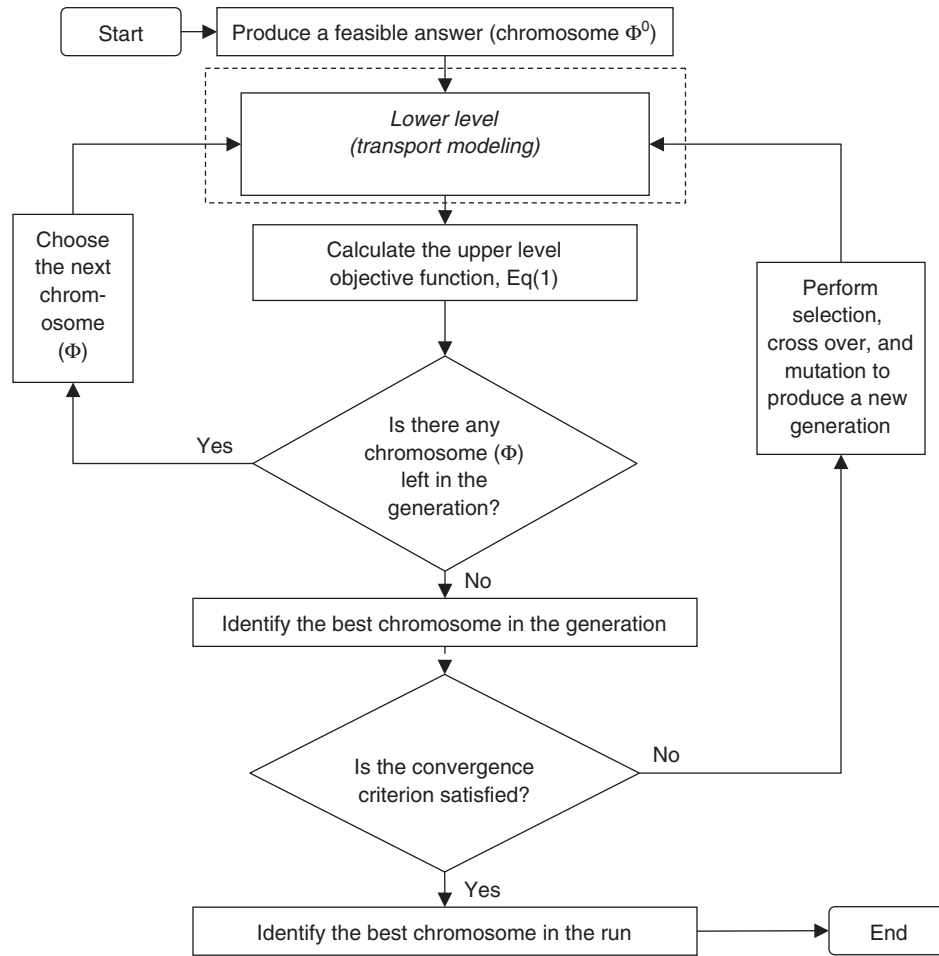 Start
Produce a feasible answer (chromosome Φ⁰)
Lower level
(transport modeling)
Calculate the upper level
objective function, Eq(1)
Choose
the next
chrom-
osome
(Φ)
Perform
selection,
cross over, and
mutation to
produce a new
generation
Yes
Is there any
chromosome (Φ)
left in the
generation?
No
Identify the best chromosome in the generation
Is the convergence
criterion satisfied?
No
Yes
Identify the best chromosome in the run
End